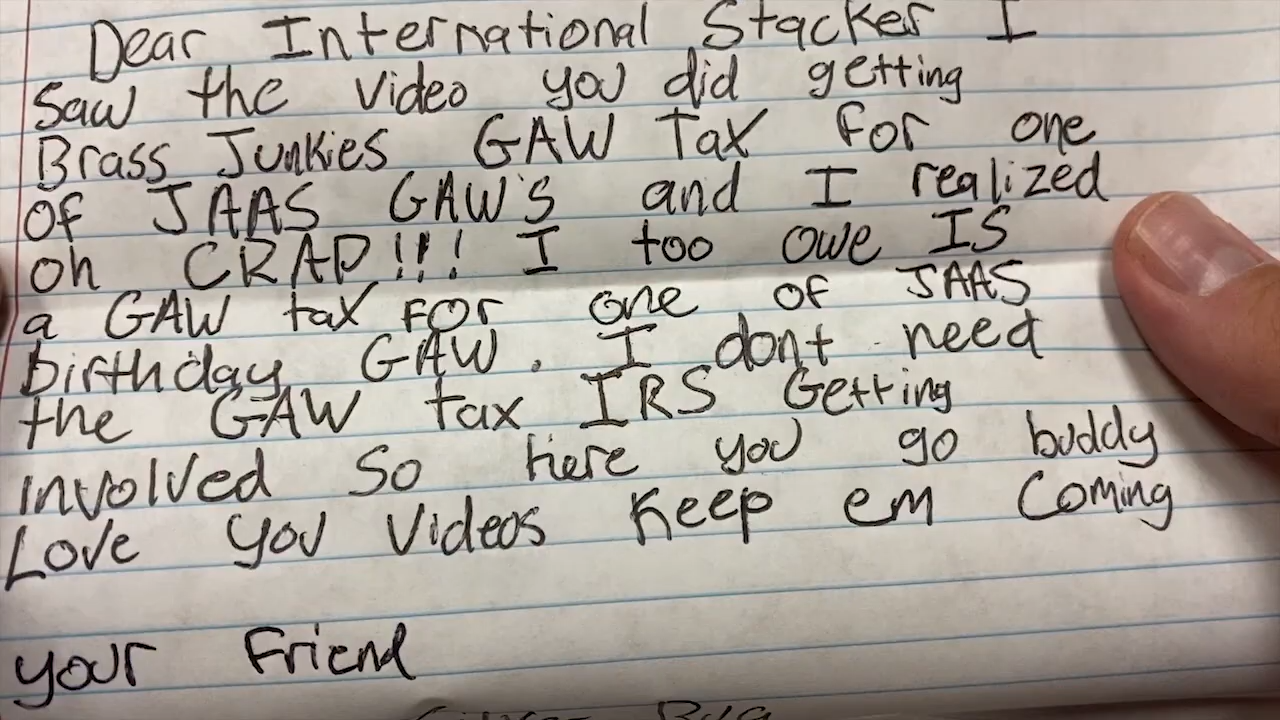 Dear International Stacker I
Saw the video you did getting
Brass Junkies GAW Tax For one
of JAAS GAW'S and I realized
oh CRAP!!! I too owe IS
a GAW tax For one of JAAS
birthday GAW. I dont need
the GAW tax IRS Getting
involved So here you go buddy
Love you Videos Keep em Coming
your Friend